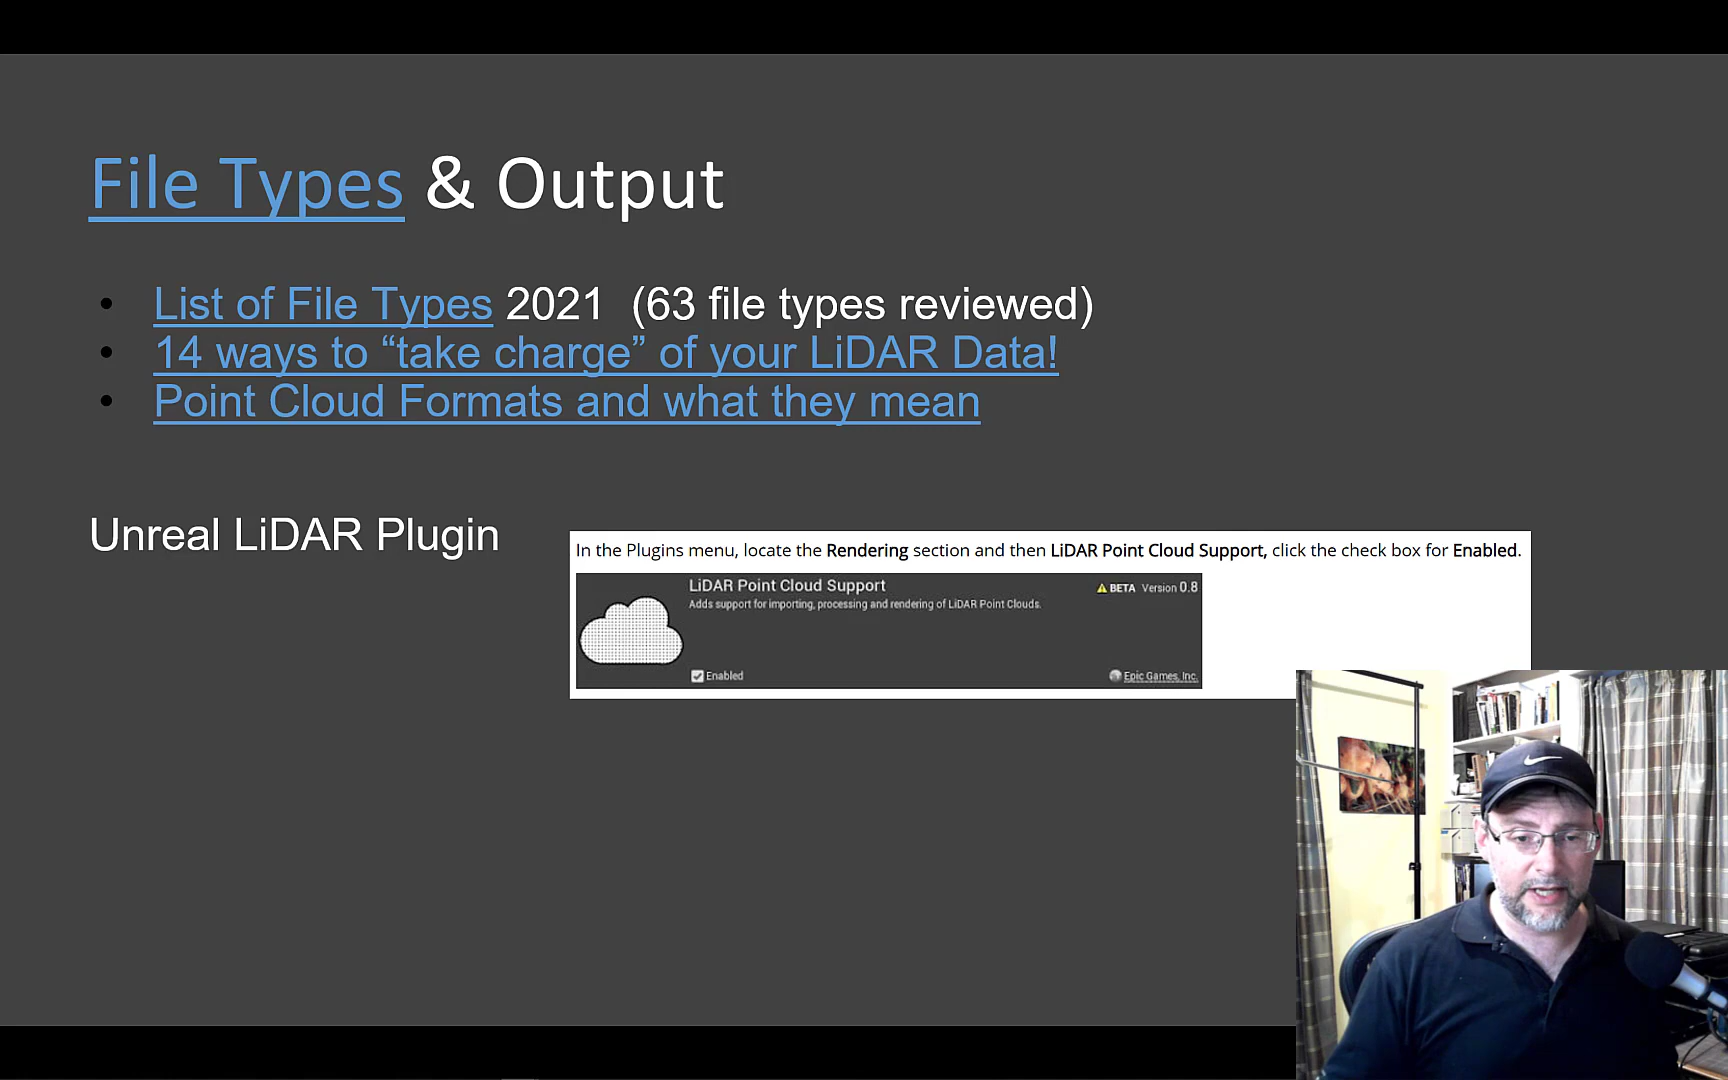 File Types & Output
• List of File Types 2021 (63 file types reviewed)
• 14 ways to “take charge” of your LiDAR Data!
• Point Cloud Formats and what they mean
Unreal LiDAR Plugin
In the Plugins menu, locate the Rendering section and then LiDAR Point Cloud Support, click the check box for Enabled.
LiDAR Point Cloud Support
BETA Version 0.8
Adds support for importing, processing and rendering of LiDAR Point Clouds.
Enabled
Epic Games, Inc.